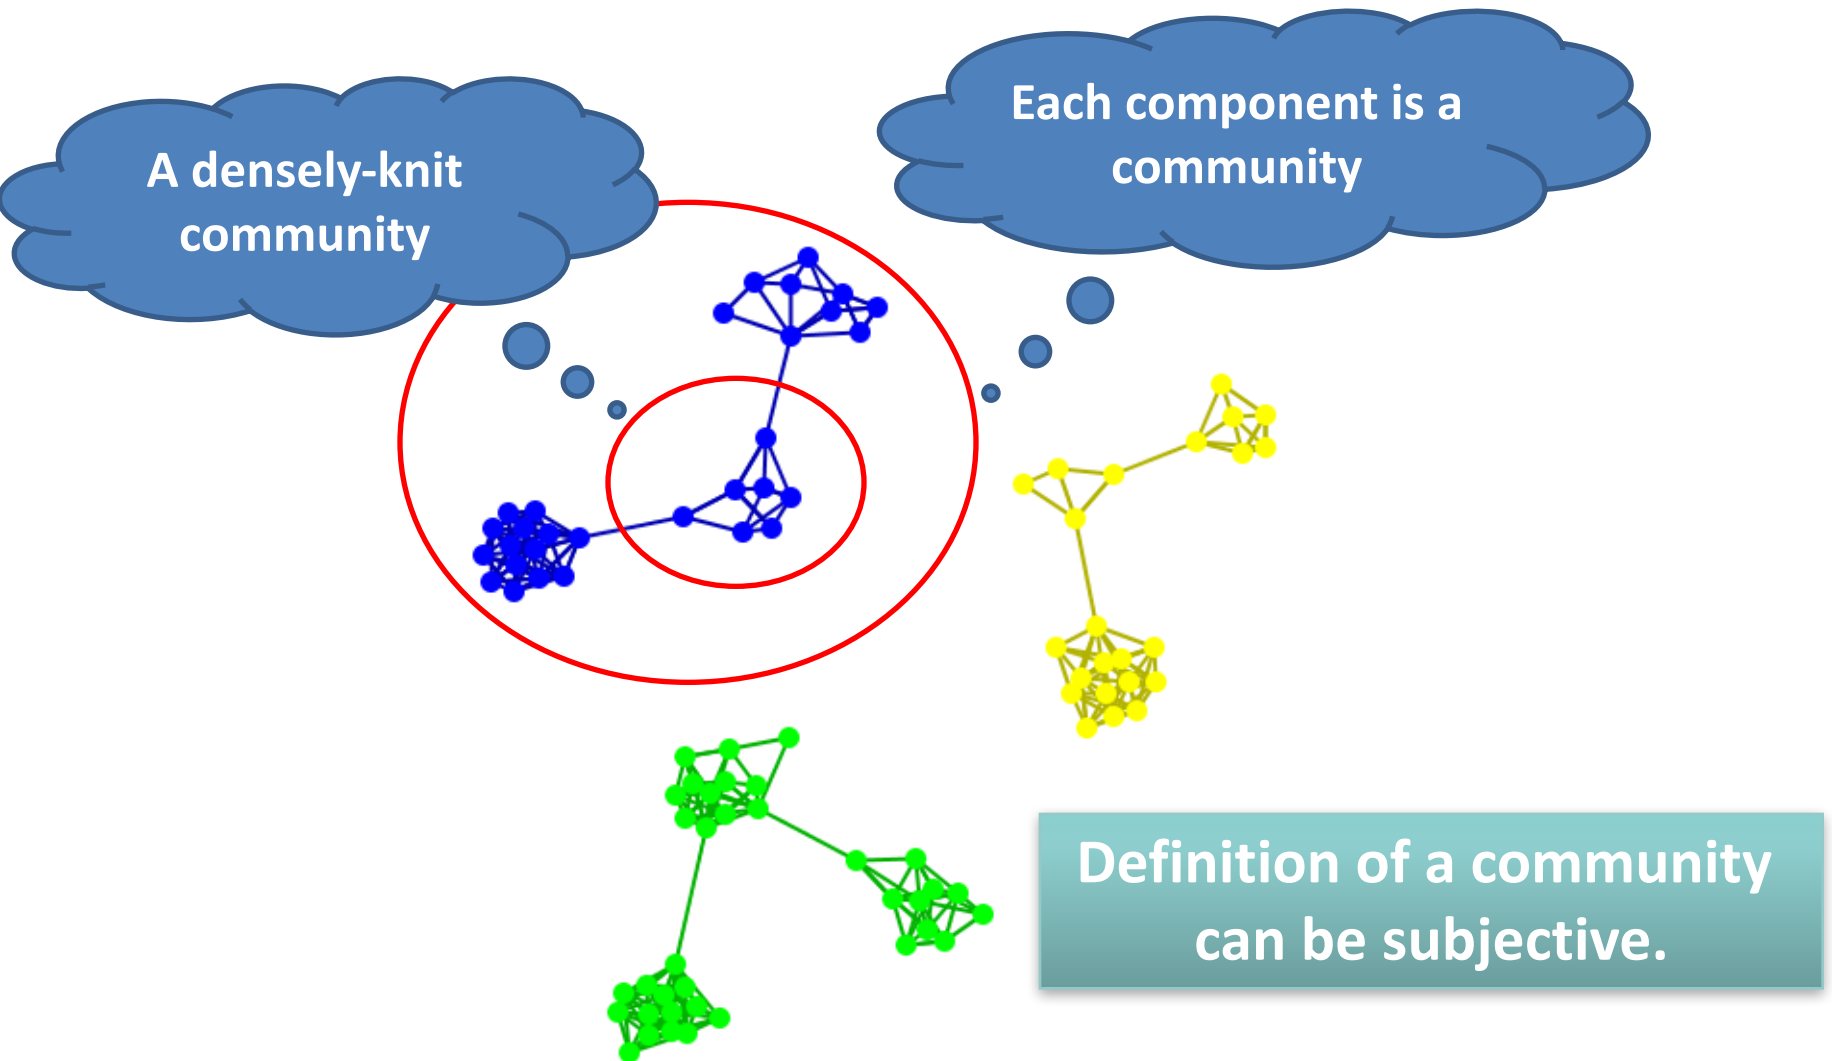 A densely-knit
community
Each component is a
community
Definition of a community
can be subjective.